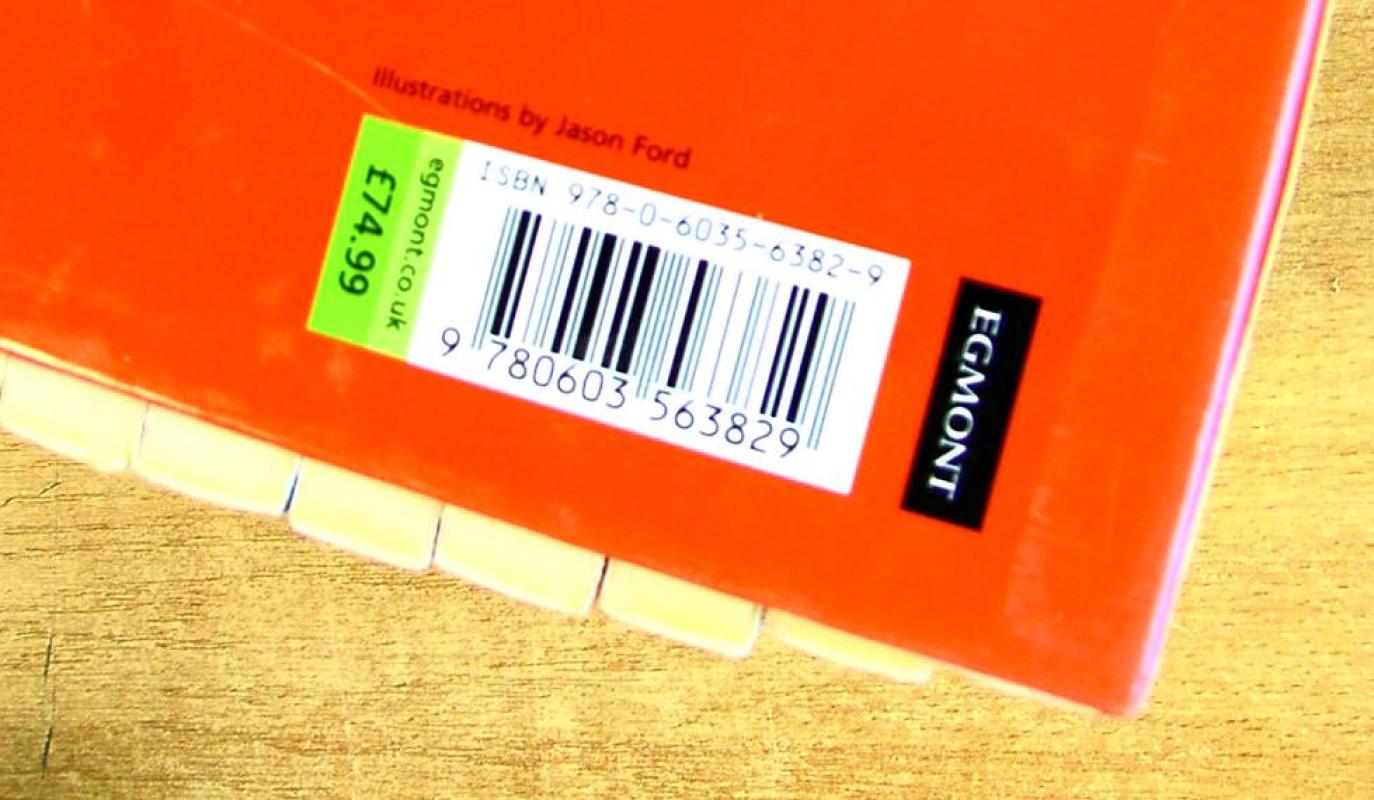 Illustrations by Jason Ford
£74.99
egmont.co.uk
ISBN 978-0-6035-6382-9
9 780603 563829
EGMONT